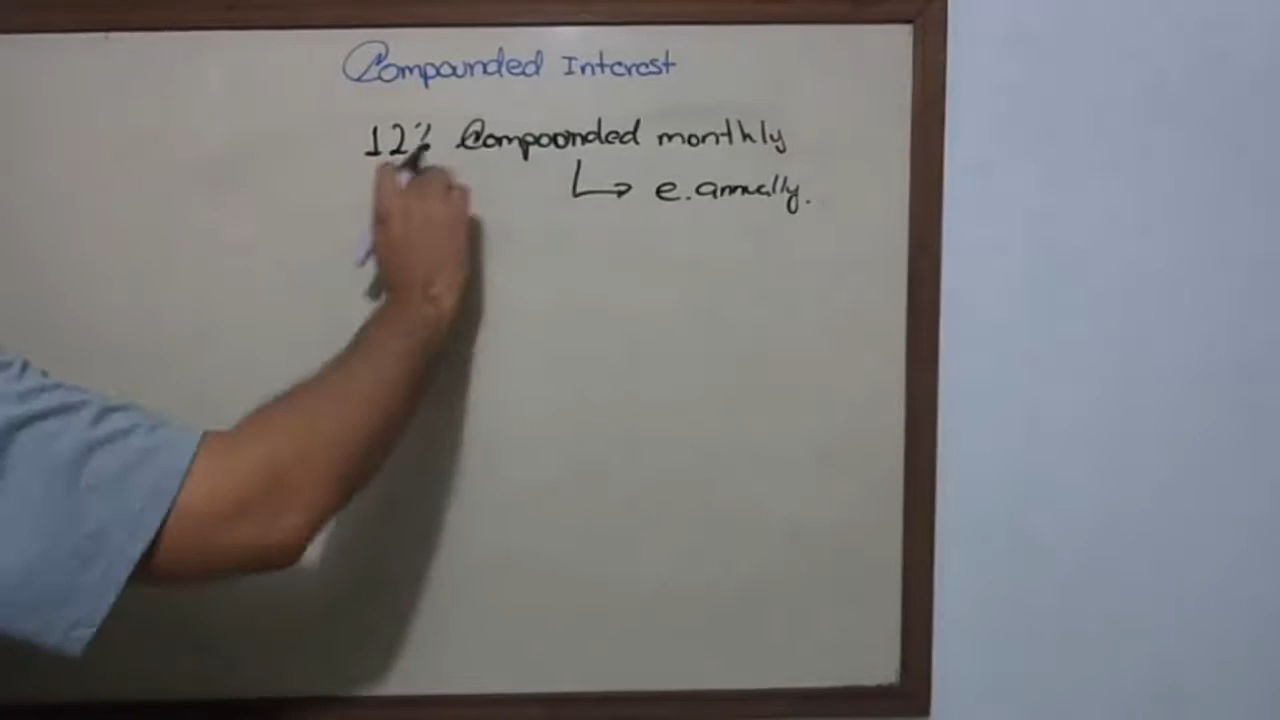 Compounded Interest
12% Compounded monthly
↳ e. annually.